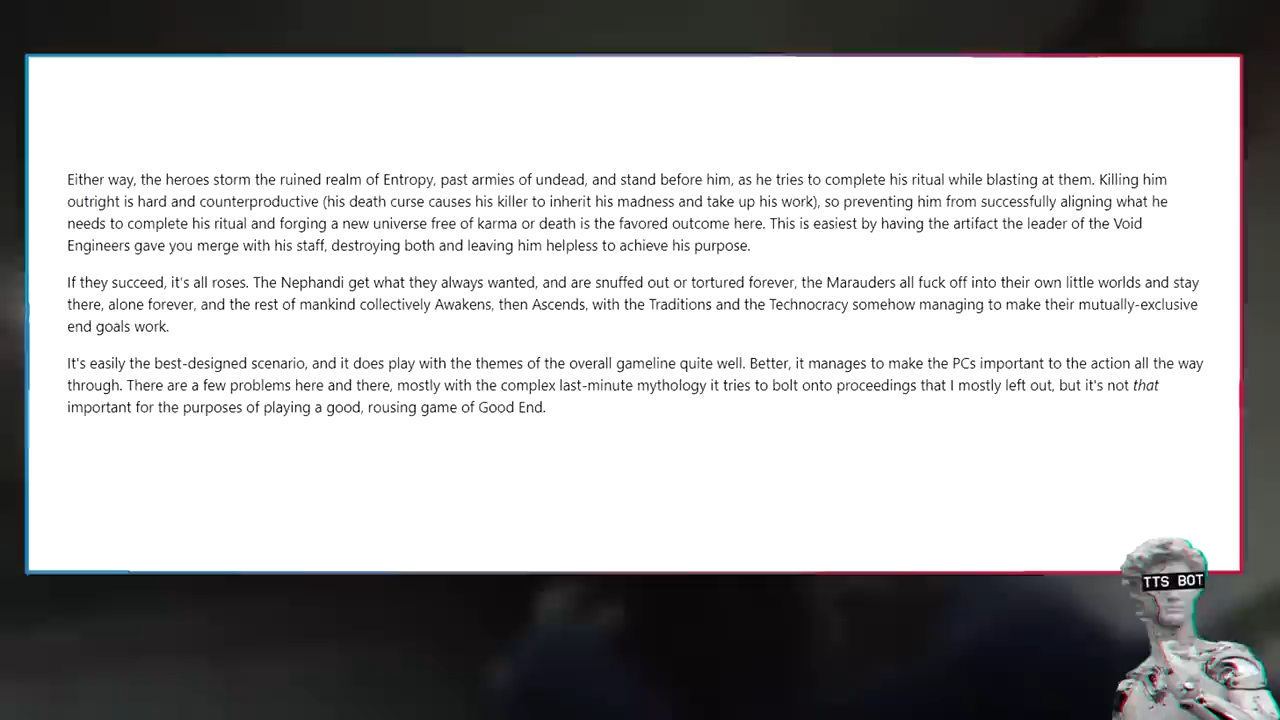 Either way, the heroes storm the ruined realm of Entropy, past armies of undead, and stand before him, as he tries to complete his ritual while blasting at them. Killing him
outright is hard and counterproductive (his death curse causes his killer to inherit his madness and take up his work), so preventing him from successfully aligning what he
needs to complete his ritual and forging a new universe free of karma or death is the favored outcome here. This is easiest by having the artifact the leader of the Void
Engineers gave you merge with his staff, destroying both and leaving him helpless to achieve his purpose.
If they succeed, it's all roses. The Nephandi get what they always wanted, and are snuffed out or tortured forever, the Marauders all fuck off into their own little worlds and stay
there, alone forever, and the rest of mankind collectively Awakens, then Ascends, with the Traditions and the Technocracy somehow managing to make their mutually-exclusive
end goals work.
It's easily the best-designed scenario, and it does play with the themes of the overall gameline quite well. Better, it manages to make the PCs important to the action all the way
through. There are a few problems here and there, mostly with the complex last-minute mythology it tries to bolt onto proceedings that I mostly left out, but it's not that
important for the purposes of playing a good, rousing game of Good End.
TTS BOT